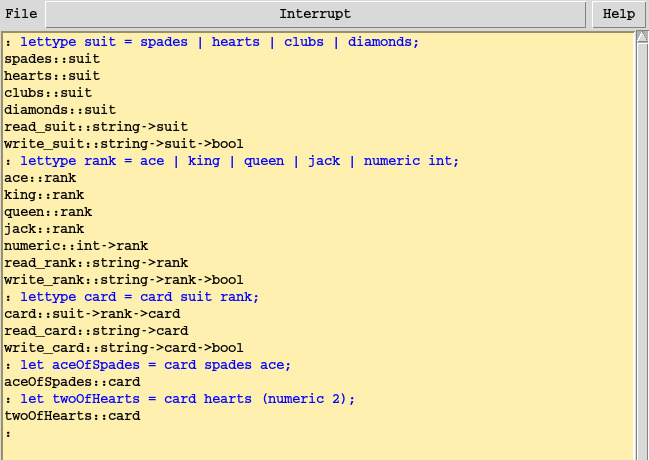 File Interrupt Help
: lettype suit = spades | hearts | clubs | diamonds;
spades::suit
hearts::suit
clubs::suit
diamonds::suit
read_suit::string->suit
write_suit::string->suit->bool
: lettype rank = ace | king | queen | jack | numeric int;
ace::rank
king::rank
queen::rank
jack::rank
numeric::int->rank
read_rank::string->rank
write_rank::string->rank->bool
: lettype card = card suit rank;
card::suit->rank->card
read_card::string->card
write_card::string->card->bool
: let aceOfSpades = card spades ace;
aceOfSpades::card
: let twoOfHearts = card hearts (numeric 2);
twoOfHearts::card
: